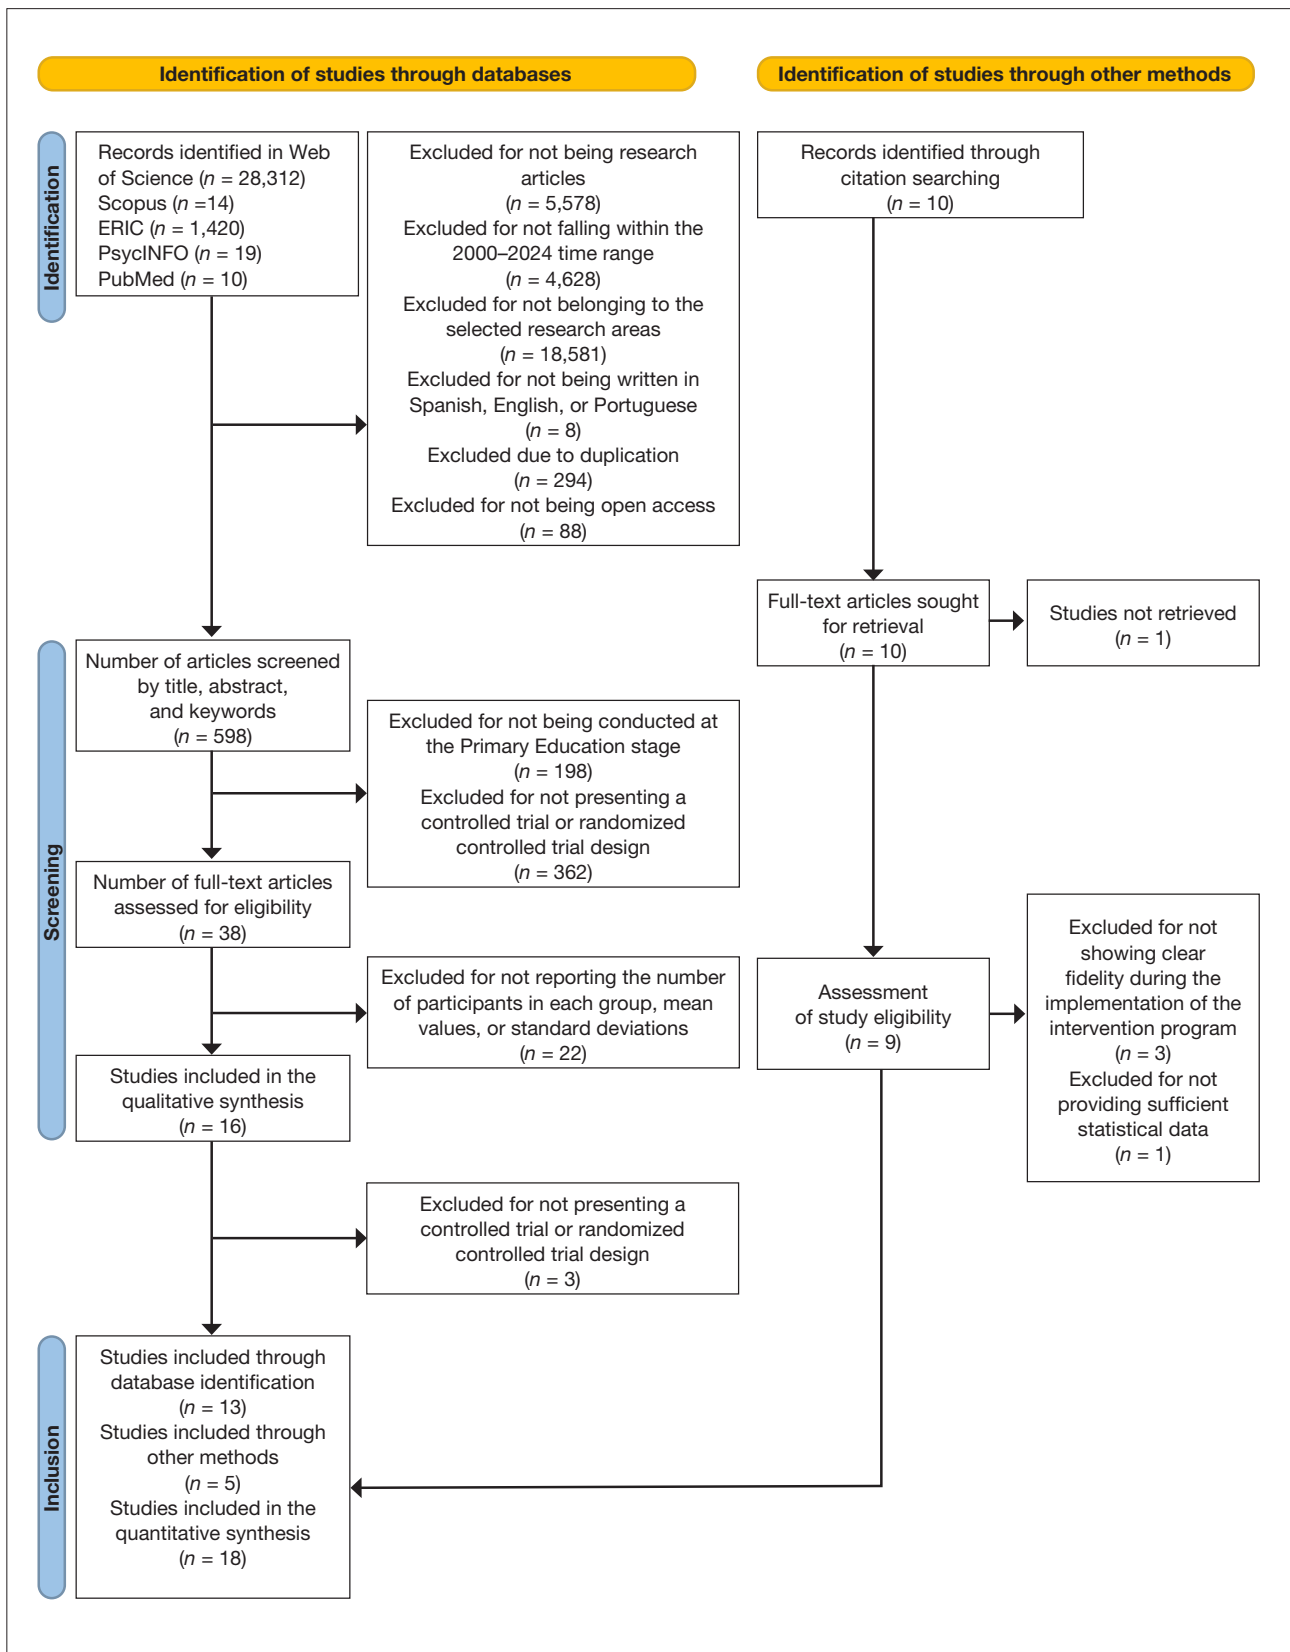 Identification of studies through databases
Identification of studies through other methods
Identification
Records identified in Web
of Science (n = 28,312)
Scopus (n =14)
ERIC (n = 1,420)
PsycINFO (n = 19)
PubMed (n = 10)
Excluded for not being research
articles
(n = 5,578)
Excluded for not falling within the
2000–2024 time range
(n = 4,628)
Excluded for not belonging to the
selected research areas
(n = 18,581)
Excluded for not being written in
Spanish, English, or Portuguese
(n = 8)
Excluded due to duplication
(n = 294)
Excluded for not being open access
(n = 88)
Records identified through
citation searching
(n = 10)
Full-text articles sought
for retrieval
(n = 10)
Studies not retrieved
(n = 1)
Screening
Number of articles screened
by title, abstract,
and keywords
(n = 598)
Excluded for not being conducted at
the Primary Education stage
(n = 198)
Excluded for not presenting a
controlled trial or randomized
controlled trial design
(n = 362)
Number of full-text articles
assessed for eligibility
(n = 38)
Excluded for not reporting the number
of participants in each group, mean
values, or standard deviations
(n = 22)
Assessment
of study eligibility
(n = 9)
Excluded for not
showing clear
fidelity during the
implementation of the
intervention program
(n = 3)
Excluded for not
providing sufficient
statistical data
(n = 1)
Studies included in the
qualitative synthesis
(n = 16)
Excluded for not presenting a
controlled trial or randomized
controlled trial design
(n = 3)
Inclusion
Studies included through
database identification
(n = 13)
Studies included through
other methods
(n = 5)
Studies included in the
quantitative synthesis
(n = 18)